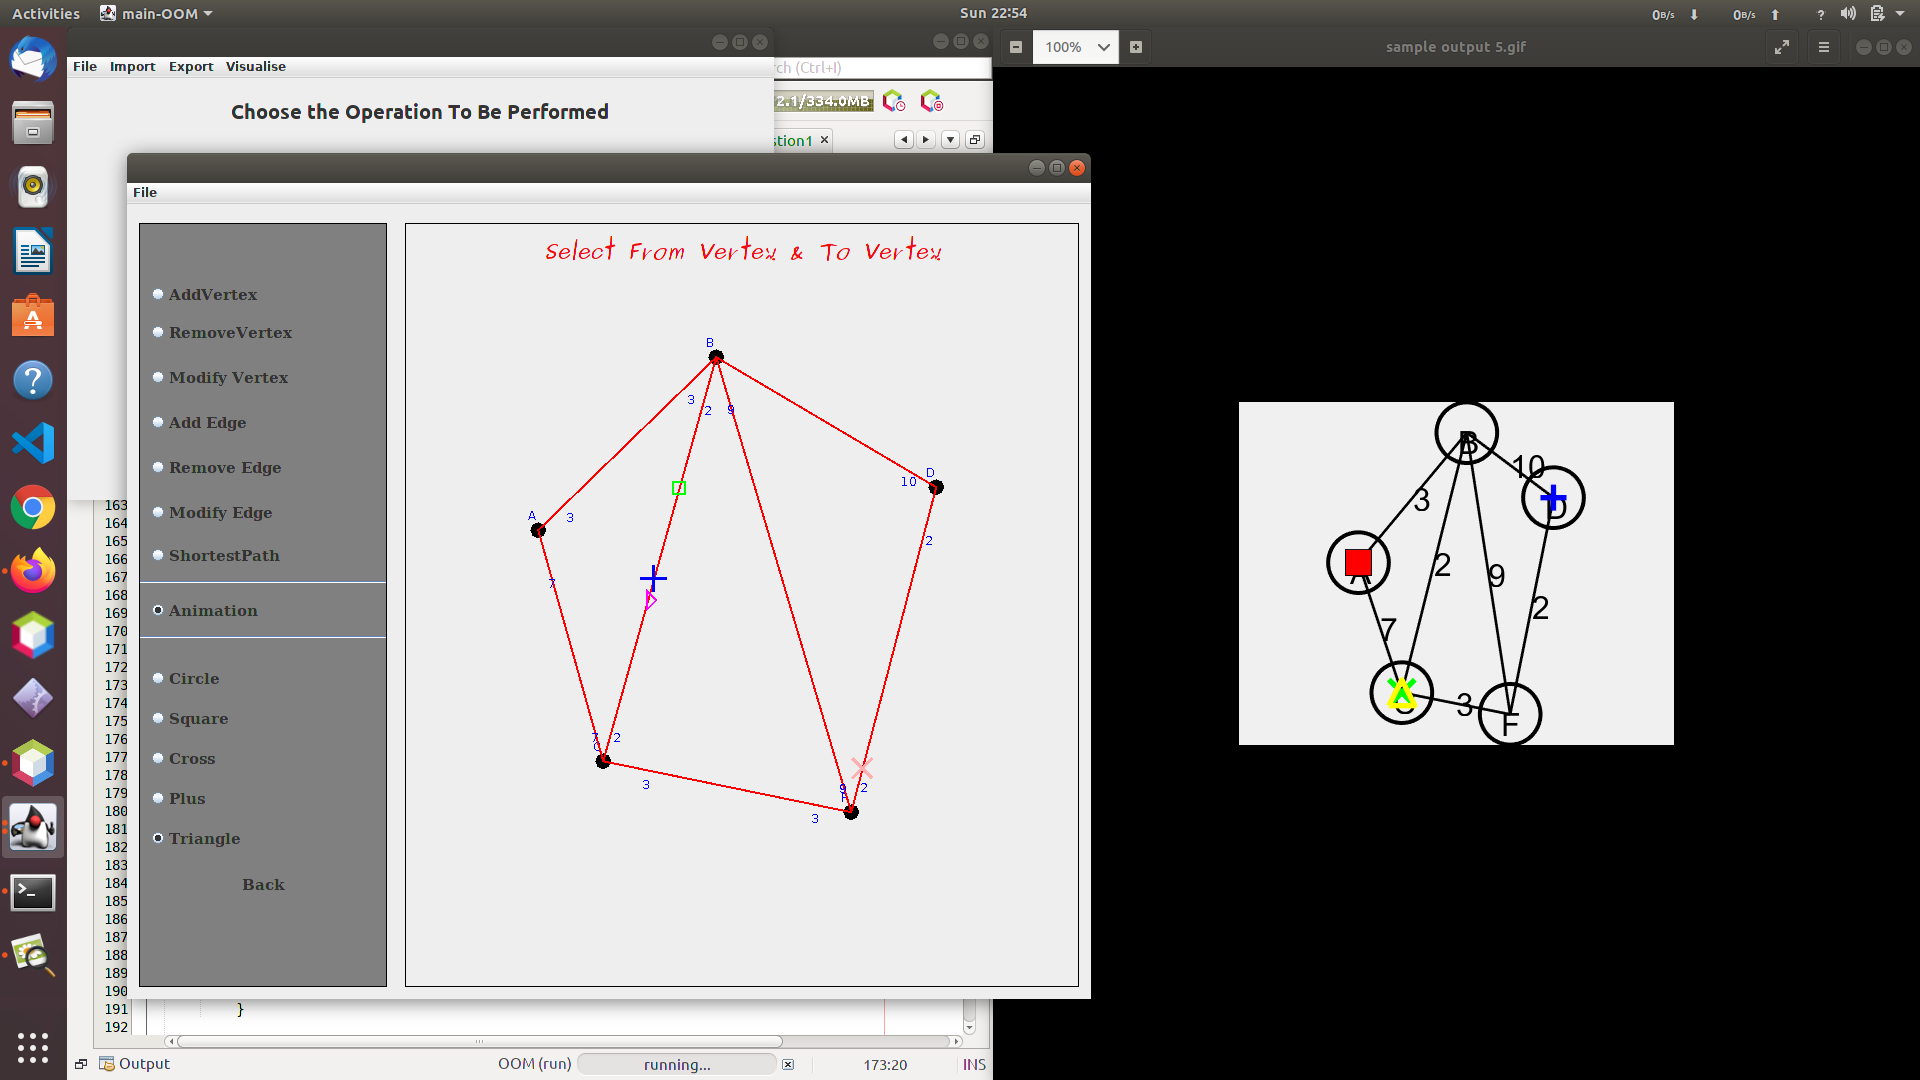 Activities
main-OOM
Sun 22:54
0B/s
0B/s
?
File Import Export Visualise
rch (Ctrl+I)
100%
sample output 5.gif
Choose the Operation To Be Performed
2.1/334.0MB
stion1
File
Select From Vertex & To Vertex
AddVertex
RemoveVertex
Modify Vertex
Add Edge
Remove Edge
Modify Edge
ShortestPath
Animation
Circle
Square
Cross
Plus
Triangle
Back
B
3
2
9
D
10
2
A
3
7
7
2
C
3
9
2
F
3
B
10
3
D
2
9
A
2
7
3
F
163
164
165
166
167
168
169
170
171
172
173
174
175
176
177
178
179
180
181
182
183
184
185
186
187
188
189
190
191 }
192
Output
OOM (run)
running...
173:20
INS